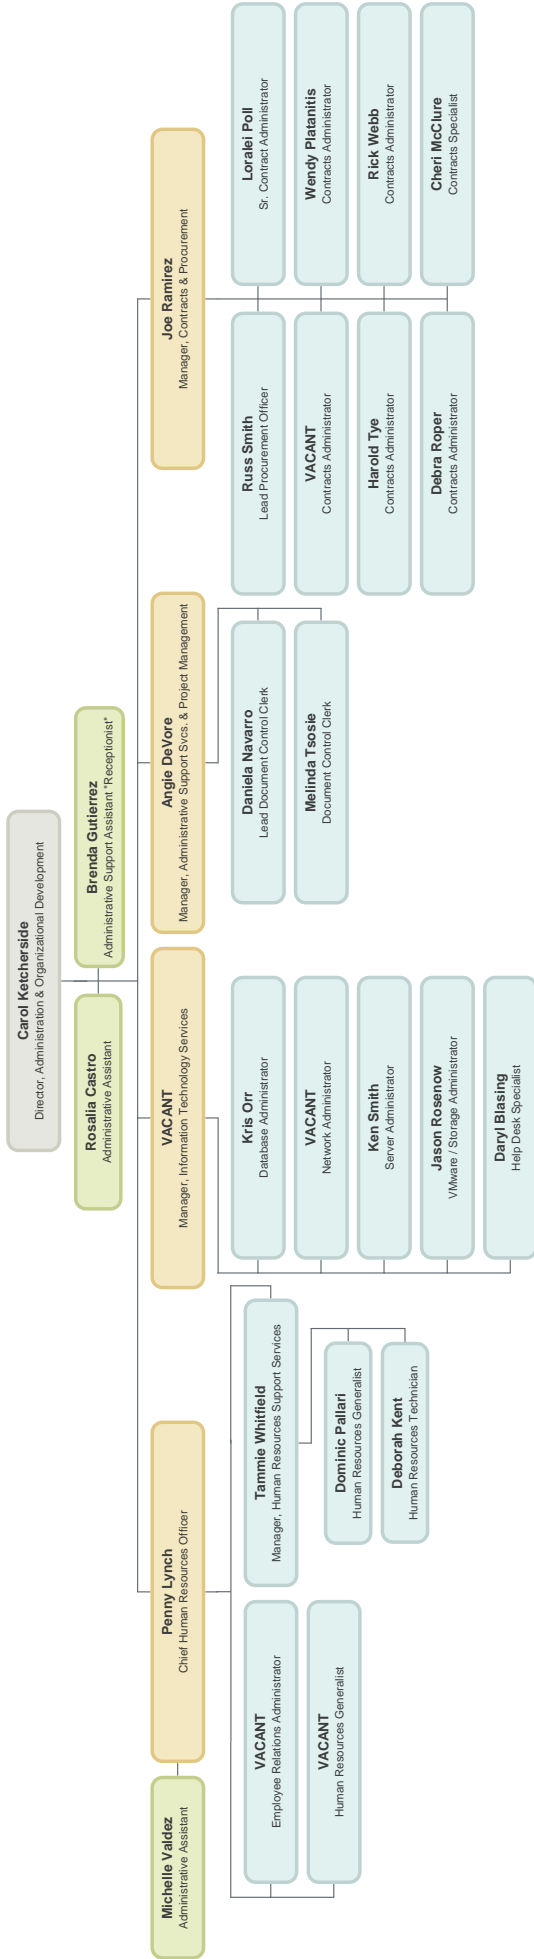 Carol Ketcherside
Director, Administration & Organizational Development
Rosalia Castro
Administrative Assistant
Brenda Gutierrez
Administrative Support Assistant "Receptionist"
Michelle Valdez
Administrative Assistant
Penny Lynch
Chief Human Resources Officer
VACANT
Manager, Information Technology Services
Angie DeVore
Manager, Administrative Support Svcs. & Project Management
Joe Ramirez
Manager, Contracts & Procurement
VACANT
Employee Relations Administrator
VACANT
Human Resources Generalist
Tammie Whitfield
Manager, Human Resources Support Services
Dominic Pallari
Human Resources Generalist
Deborah Kent
Human Resources Technician
Kris Orr
Database Administrator
VACANT
Network Administrator
Ken Smith
Server Administrator
Jason Rosenow
VMware / Storage Administrator
Daryl Blasing
Help Desk Specialist
Daniela Navarro
Lead Document Control Clerk
Melinda Tsosie
Document Control Clerk
Russ Smith
Lead Procurement Officer
Loralei Poll
Sr. Contract Administrator
VACANT
Contracts Administrator
Wendy Platanitis
Contracts Administrator
Harold Tye
Contracts Administrator
Rick Webb
Contracts Administrator
Debra Roper
Contracts Administrator
Cheri McClure
Contracts Specialist